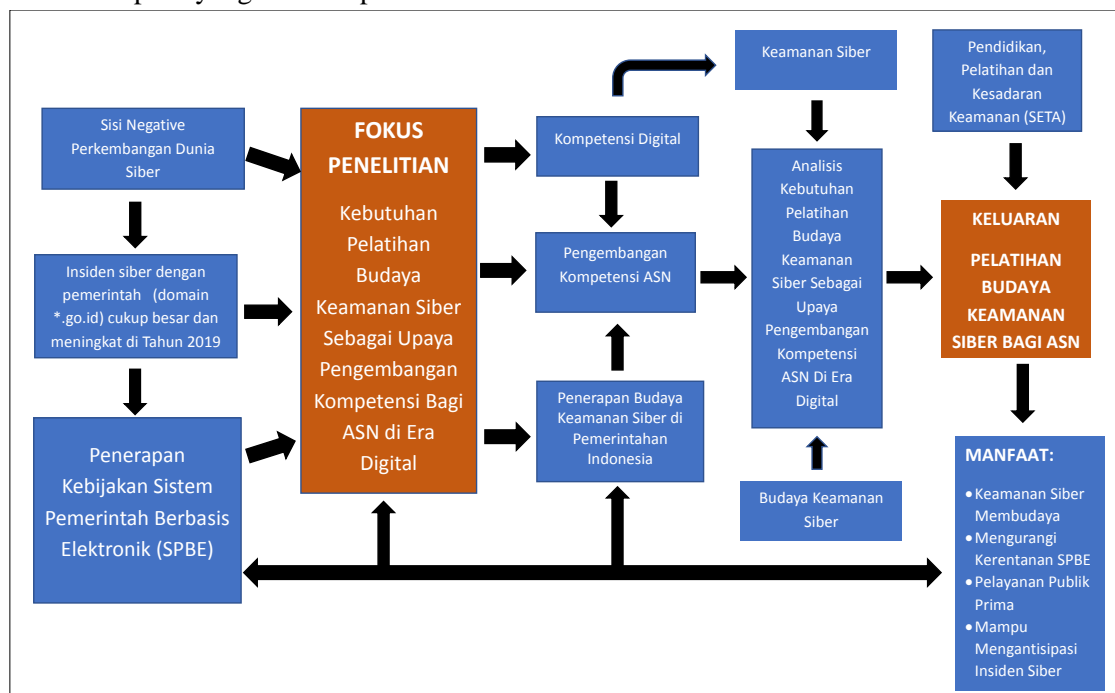 Sisi Negative
Perkembangan Dunia
Siber
Insiden siber dengan
pemerintah (domain
*.go.id) cukup besar dan
meningkat di Tahun 2019
Penerapan
Kebijakan Sistem
Pemerintah Berbasis
Elektronik (SPBE)
FOKUS
PENELITIAN
Kebutuhan
Pelatihan
Budaya
Keamanan Siber
Sebagai Upaya
Pengembangan
Kompetensi Bagi
ASN di Era
Digital
Kompetensi Digital
Pengembangan
Kompetensi ASN
Penerapan Budaya
Keamanan Siber di
Pemerintahan
Indonesia
Keamanan Siber
Analisis
Kebutuhan
Pelatihan
Budaya
Keamanan
Siber Sebagai
Upaya
Pengembangan
Kompetensi
ASN Di Era
Digital
Budaya Keamanan
Siber
Pendidikan,
Pelatihan dan
Kesadaran
Keamanan (SETA)
KELUARAN
PELATIHAN
BUDAYA
KEAMANAN
SIBER BAGI ASN
MANFAAT:
•Keamanan Siber
Membudaya
•Mengurangi
Kerentanan SPBE
•Pelayanan Publik
Prima
•Mampu
Mengantisipasi
Insiden Siber